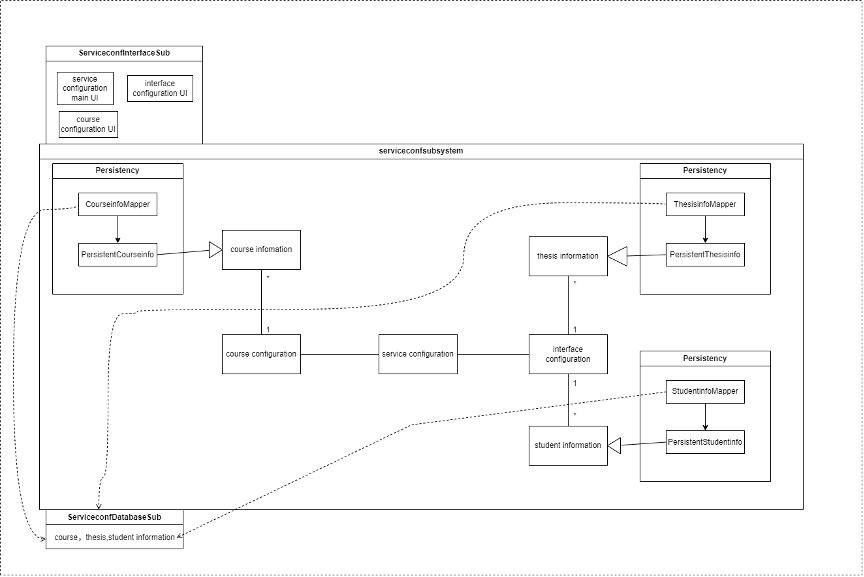 ServiceconfInterfaceSub
service
configuration
main UI
interface
configuration UI
course
configuration UI
serviceconfsubsystem
Persistency
CourseinfoMapper
PersistentCourseinfo
course infomation
*
1
course configuration
service configuration
Persistency
ThesisinfoMapper
PersistentThesisinfo
thesis information
*
1
interface
configuration
1
*
student information
Persistency
StudentinfoMapper
PersistentStudentinfo
ServiceconfDatabaseSub
course，thesis,student information